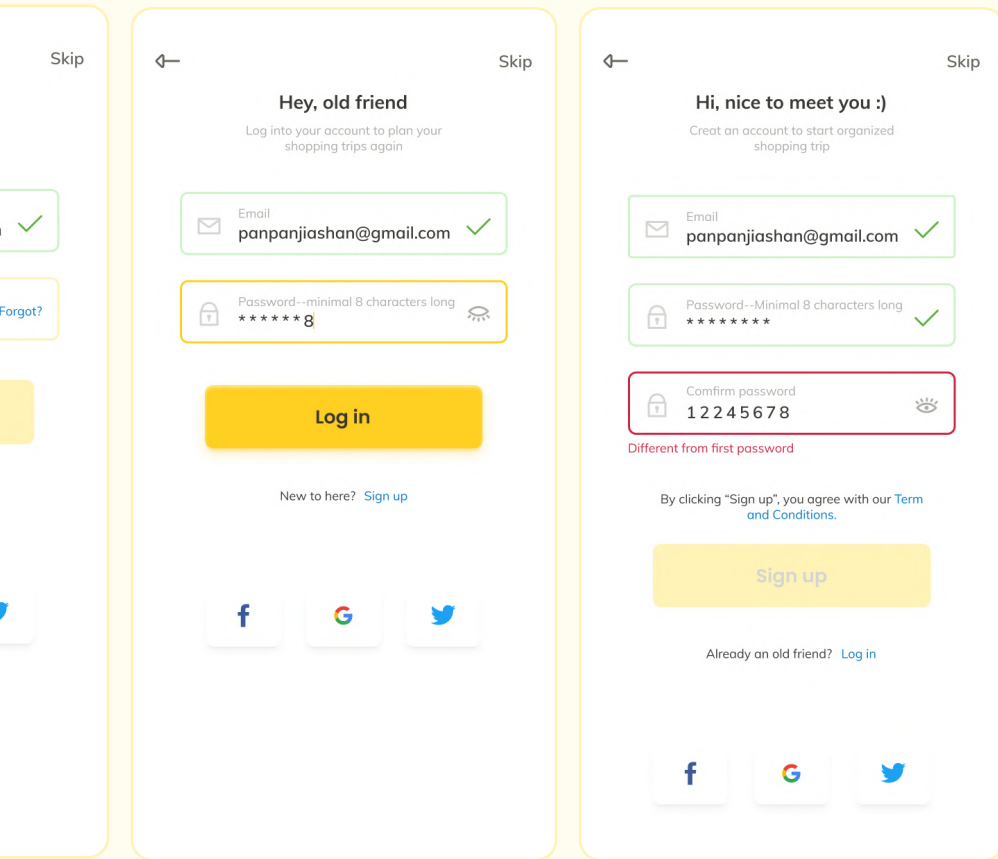 Skip
Forgot?
Skip
Hey, old friend
Log into your account to plan your
shopping trips again
Email
panpanjiashan@gmail.com
Password--minimal 8 characters long
******8
Log in
New to here? Sign up
Skip
Hi, nice to meet you :)
Creat an account to start organized
shopping trip
Email
panpanjiashan@gmail.com
Password--Minimal 8 characters long
********
Comfirm password
12245678
Different from first password
By clicking “Sign up”, you agree with our Term
and Conditions.
Sign up
Already an old friend? Log in